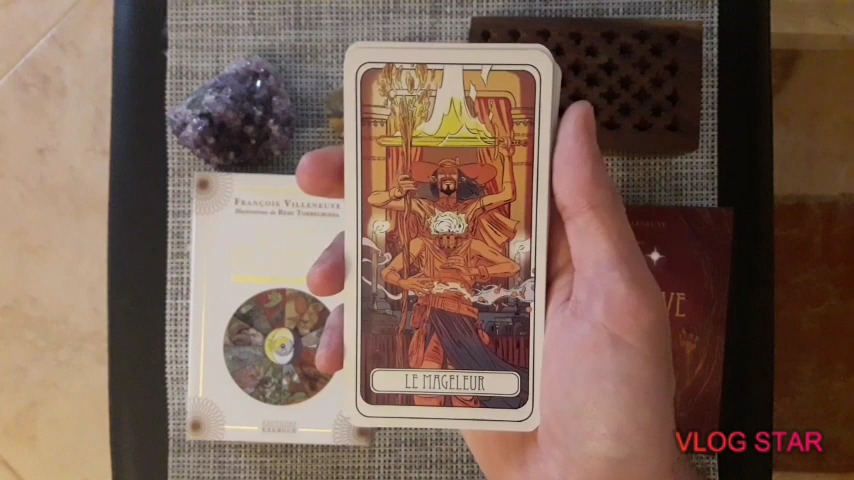 FRANÇOIS VILLENEUVE
Illustrations de RÉMI TORREGROSSA
LE MAGELEUR
VLOG STAR